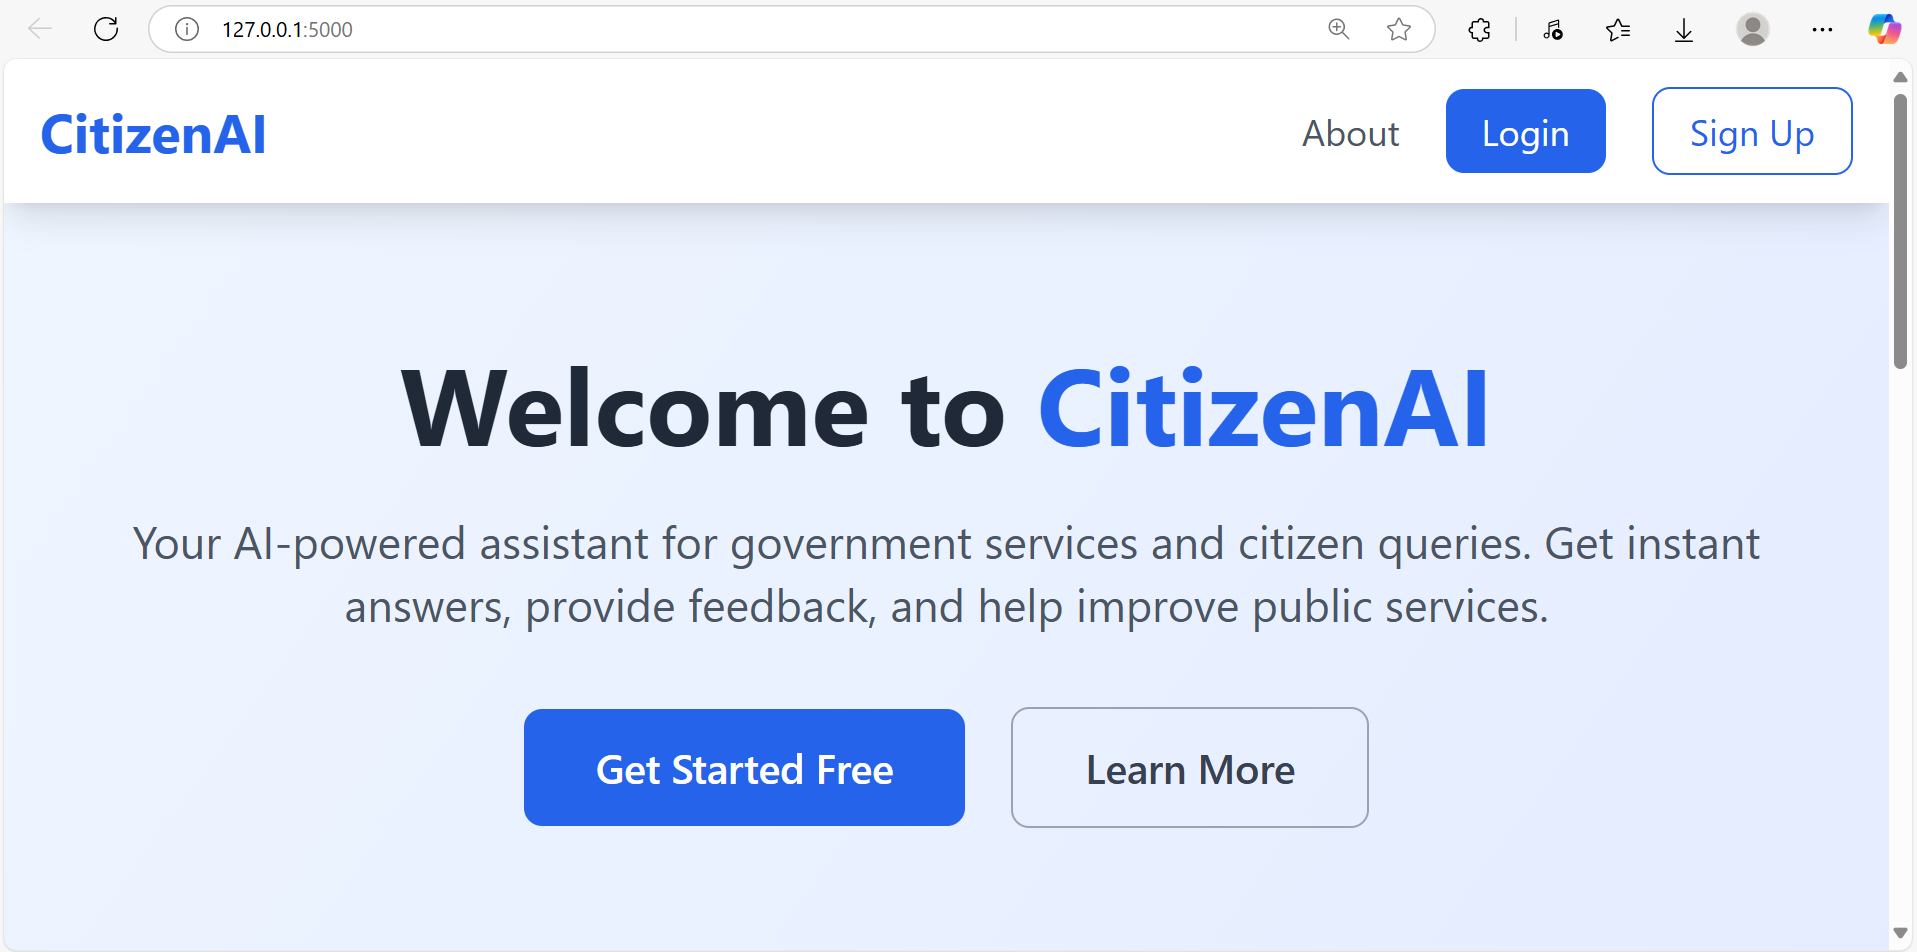 127.0.0.1:5000
CitizenAI
About
Login
Sign Up
Welcome to CitizenAI
Your AI-powered assistant for government services and citizen queries. Get instant
answers, provide feedback, and help improve public services.
Get Started Free
Learn More